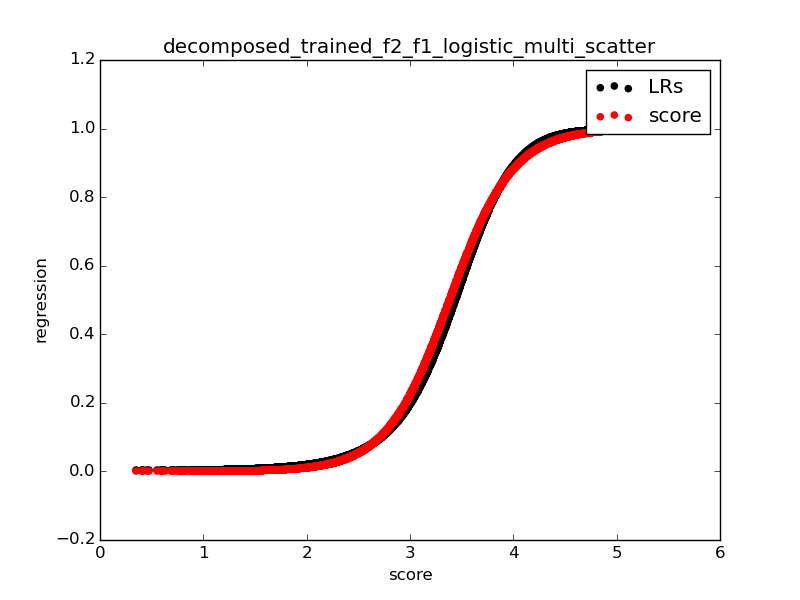 decomposed_trained_f2_f1_logistic_multi_scatter
1.2
1.0
0.8
0.6
0.4
0.2
0.0
−0.2
regression
LRs
score
0 1 2 3 4 5 6
score